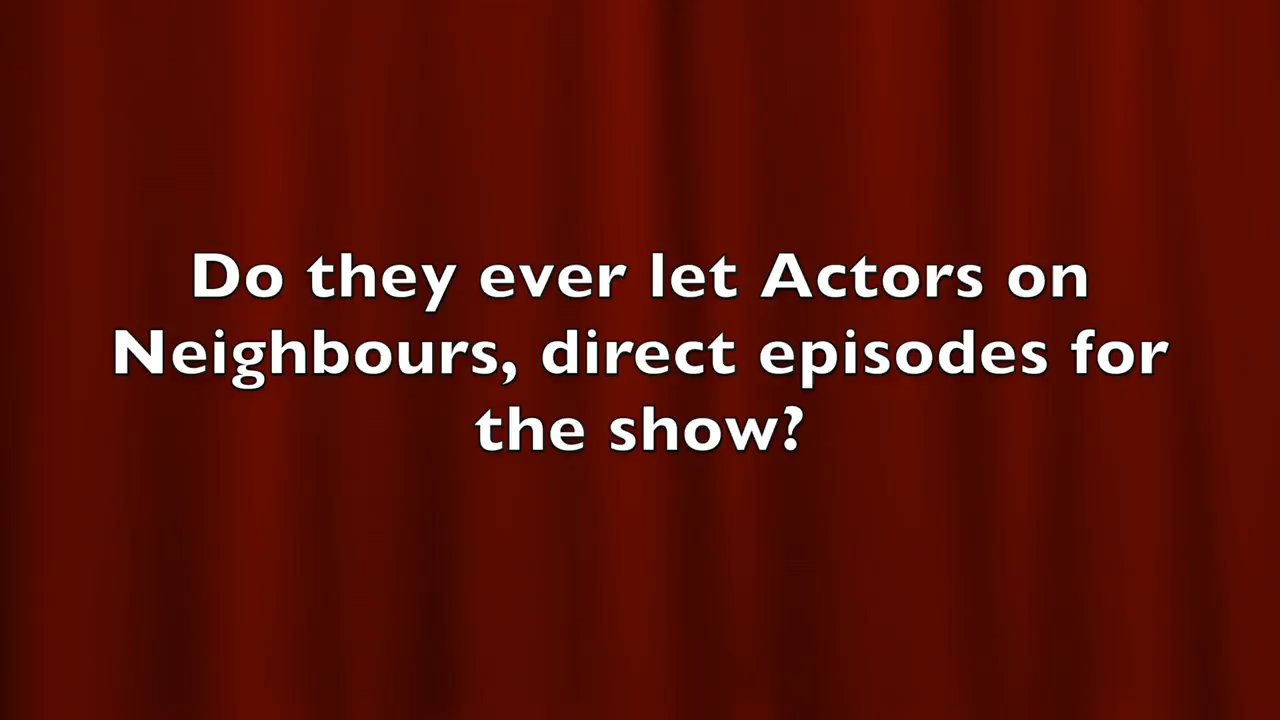 Do they ever let Actors on
Neighbours, direct episodes for
the show?